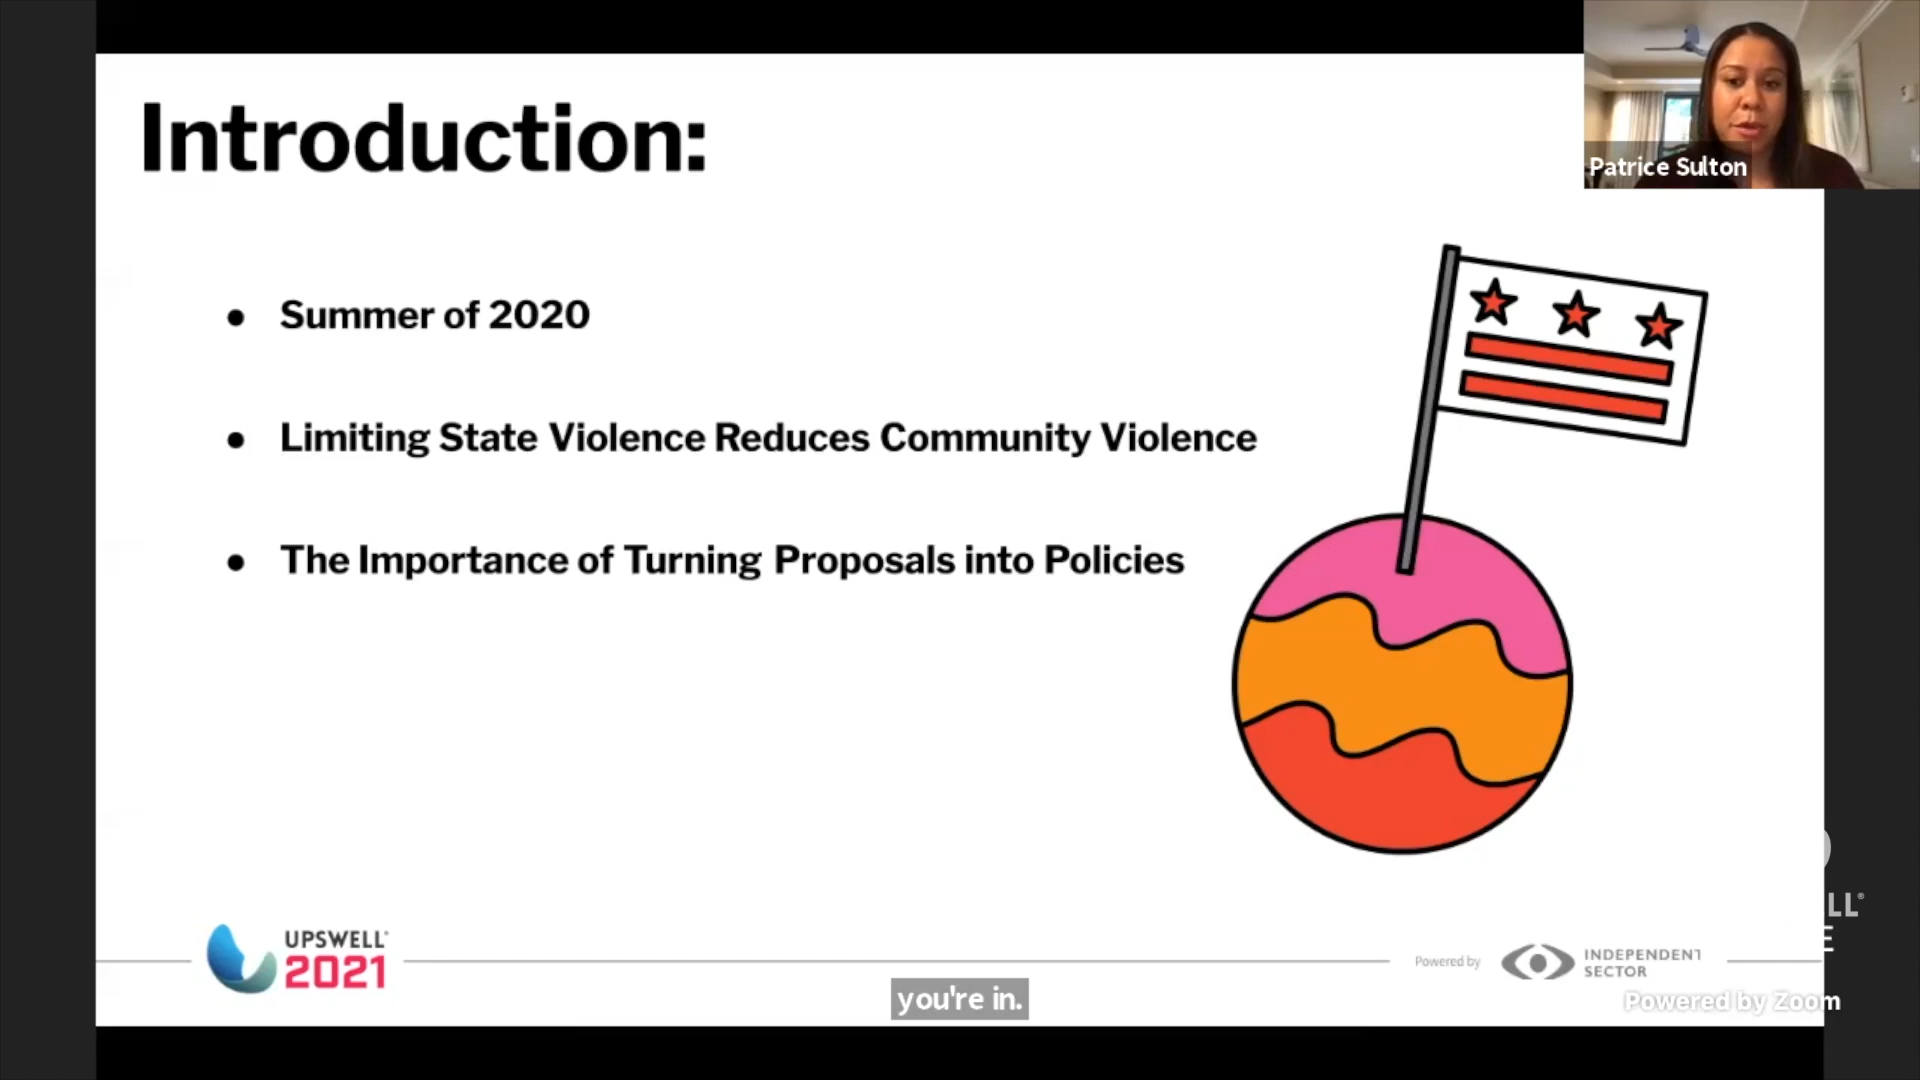 Introduction:
Patrice Sulton
Summer of 2020
Limiting State Violence Reduces Community Violence
The Importance of Turning Proposals into Policies
UPSWELL®
2021
Powered by
INDEPENDENT
SECTOR
LL®
E
you're in.
Powered by Zoom